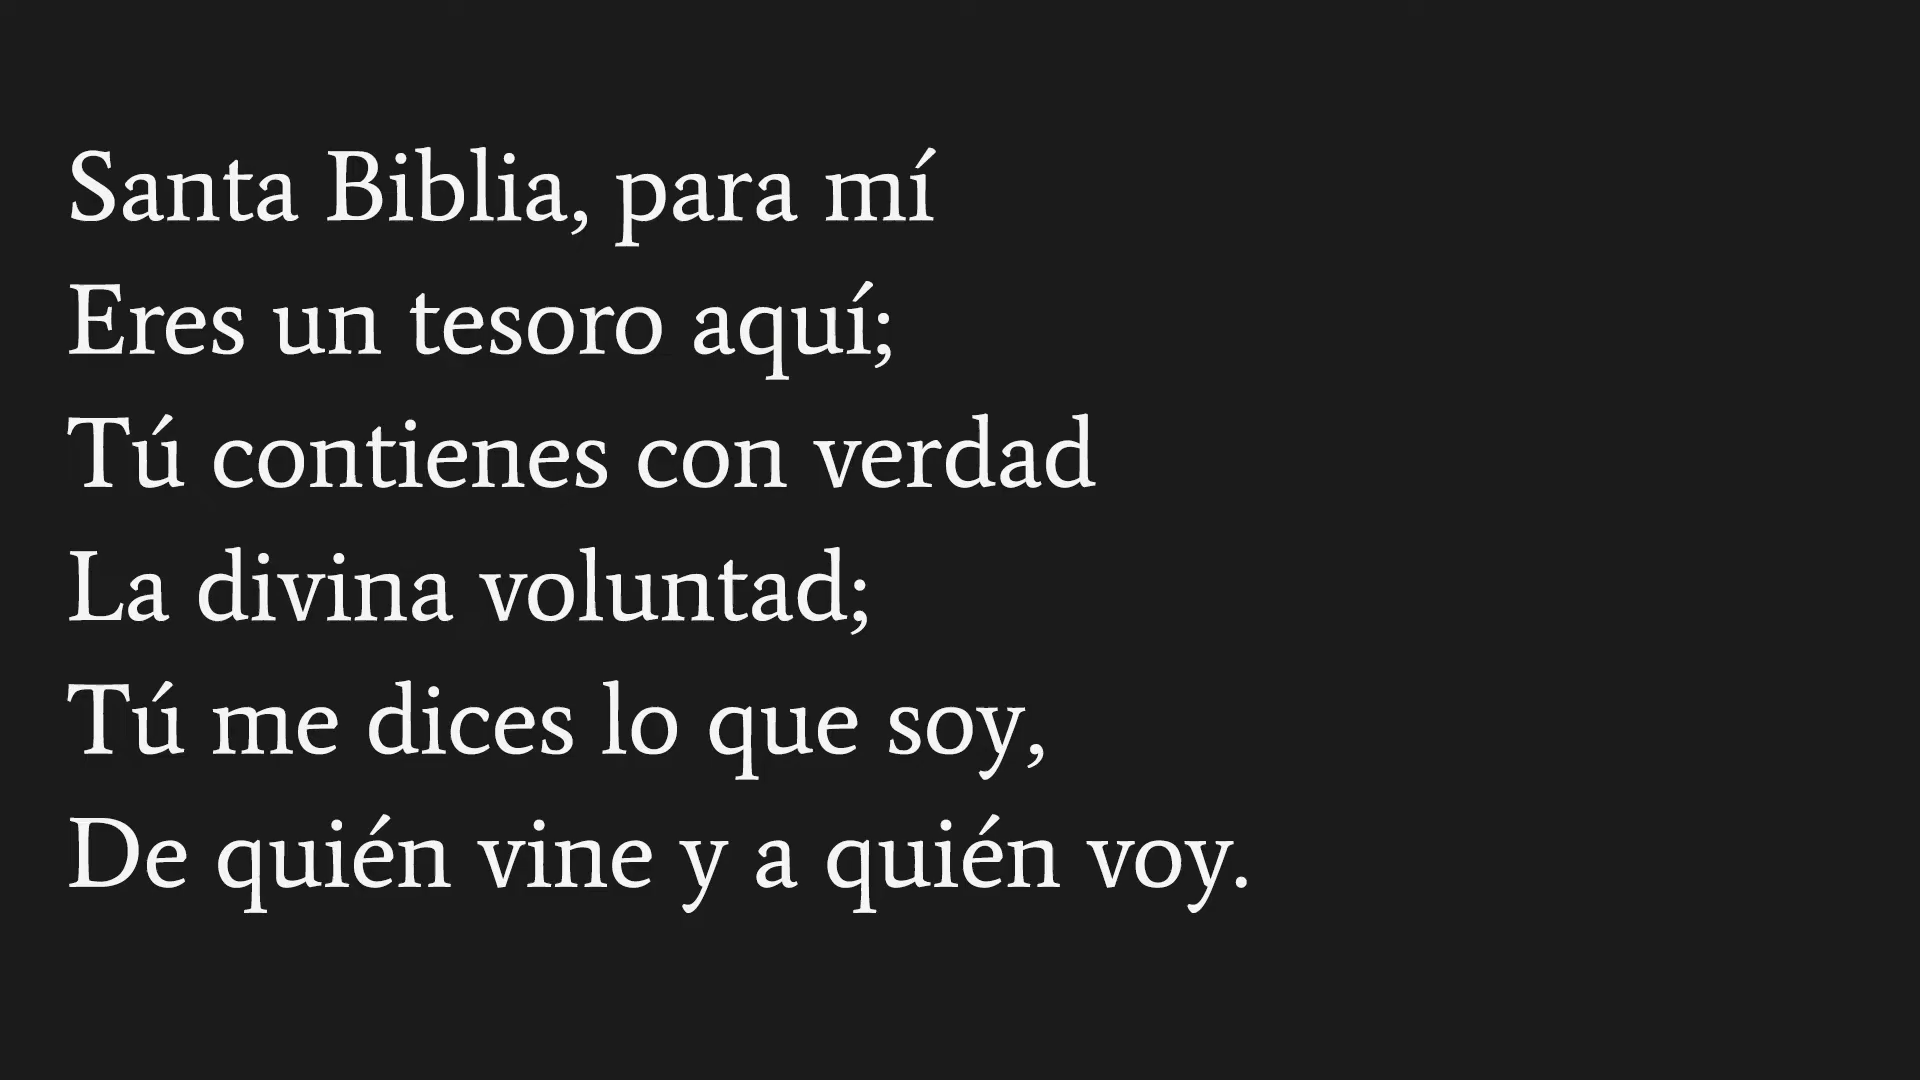 Santa Biblia, para mí
Eres un tesoro aquí;
Tú contienes con verdad
La divina voluntad;
Tú me dices lo que soy,
De quién vine y a quién voy.